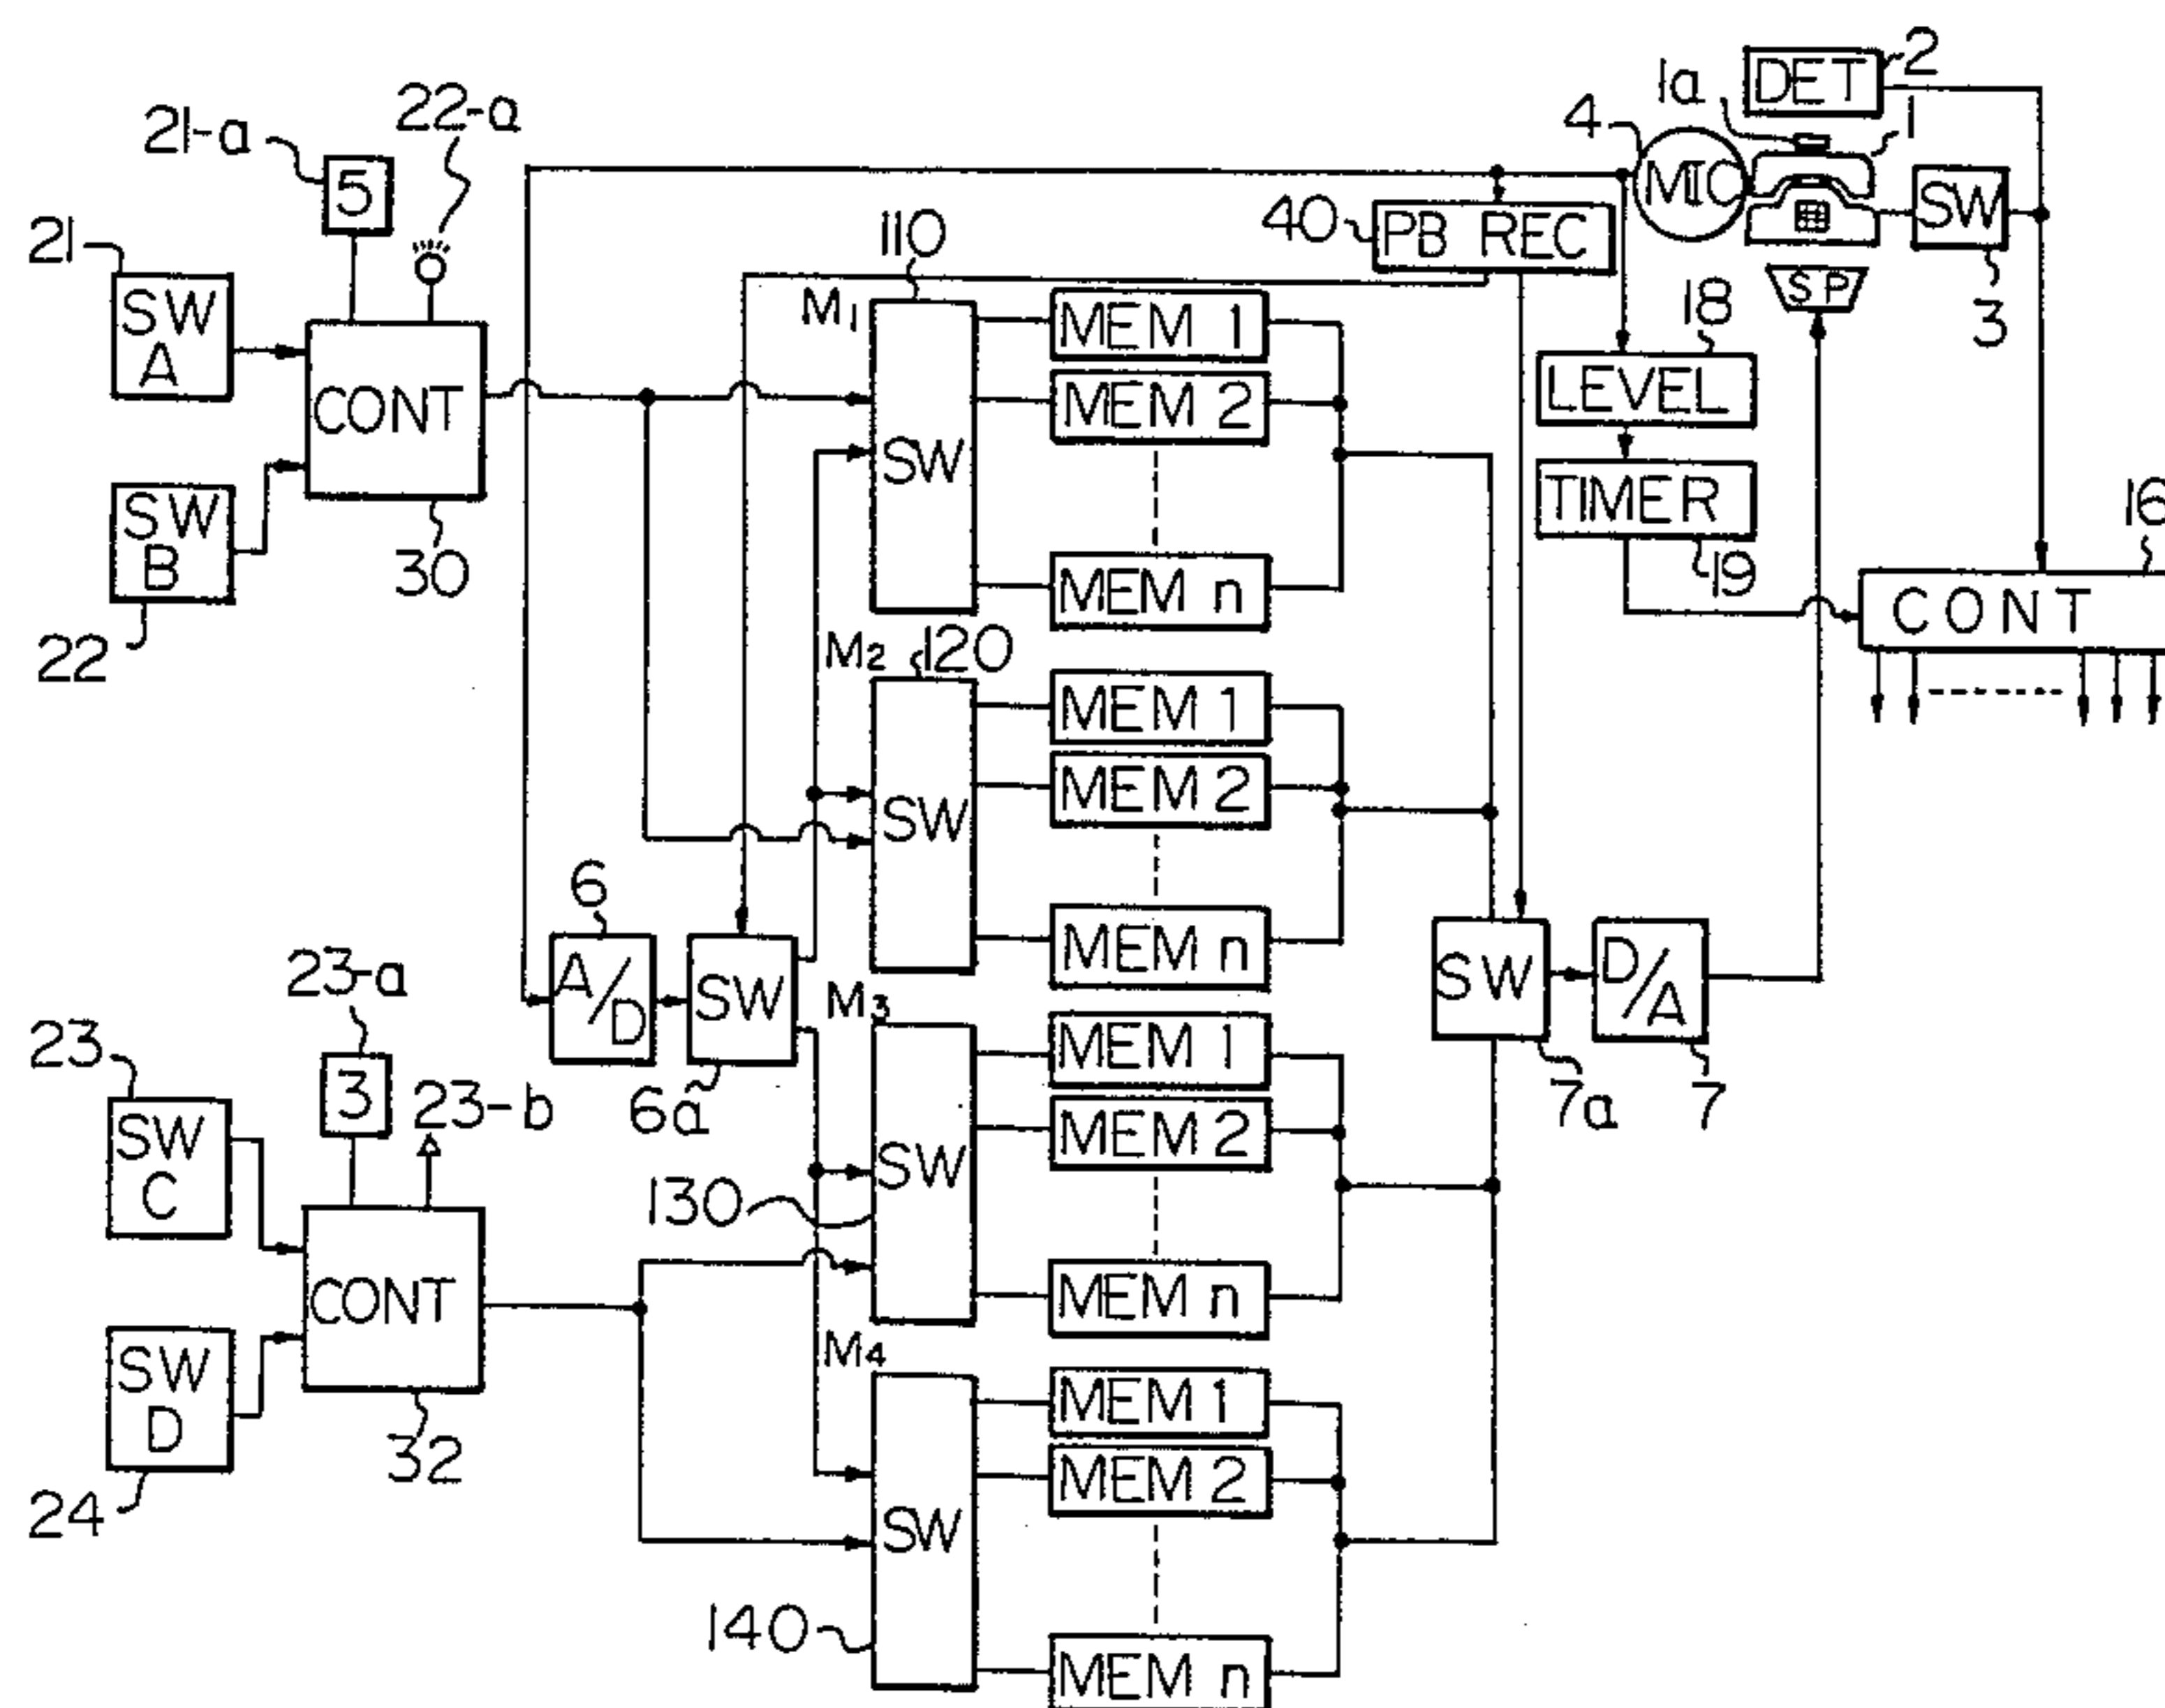 2
1a
DET
4
1
21-a
22-a
MIC
5
SW
110
40
PB REC
21
SP
3
M1
MEM 1
18
SW
A
MEM 2
LEVEL
CONT
SW
TIMER
16
SW
B
30
MEM n
19
CONT
22
M2
120
MEM 1
MEM 2
SW
6
MEM n
23-a
A/D
SW
M3
SW
D/A
23
3
23-b
6a
MEM 1
7a
7
SW
C
MEM 2
SW
130
CONT
MEM n
M4
SW
D
MEM 1
32
MEM 2
24
SW
140
MEM n